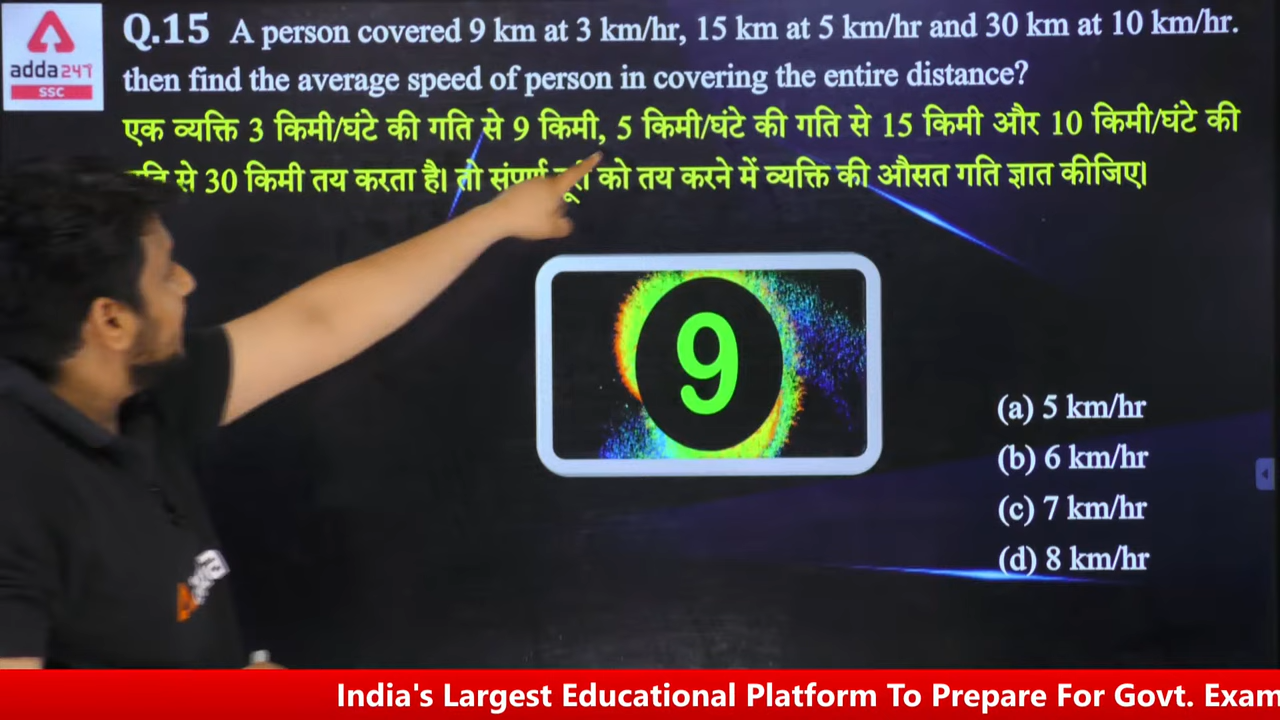 adda247
SSC
Q.15 A person covered 9 km at 3 km/hr, 15 km at 5 km/hr and 30 km at 10 km/hr.
then find the average speed of person in covering the entire distance?
एक व्यक्ति 3 किमी/घंटे की गति से 9 किमी, 5 किमी/घंटे की गति से 15 किमी और 10 किमी/घंटे की
से 30 किमी तय करता है। तो को तय करने में व्यक्ति की औसत गति ज्ञात कीजिए।
9
(a) 5 km/hr
(b) 6 km/hr
(c) 7 km/hr
(d) 8 km/hr
India's Largest Educational Platform To Prepare For Govt. Exam